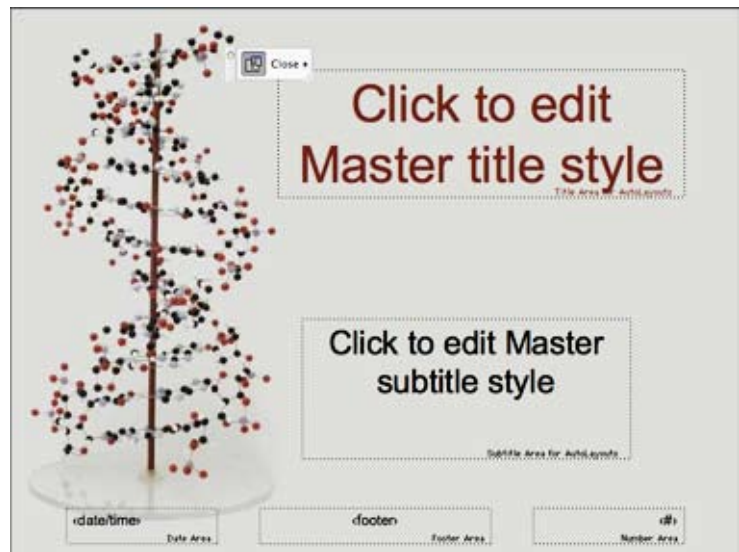 Close
Click to edit
Master title style
Title Area for AutoLayouts
Click to edit Master
subtitle style
Subtitle Area for AutoLayouts
‹date/time›
Date Area
‹footer›
Footer Area
‹#›
Number Area